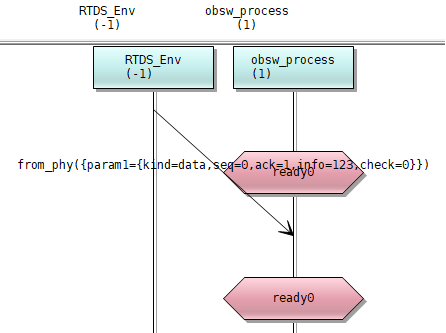 RTDS_Env obsw_process
(-1) (1)
RTDS_Env obsw_process
(-1) (1)
from_phy({param1={kind=data,seq=0,ack=1,info=123,check=0}})
ready0
ready0